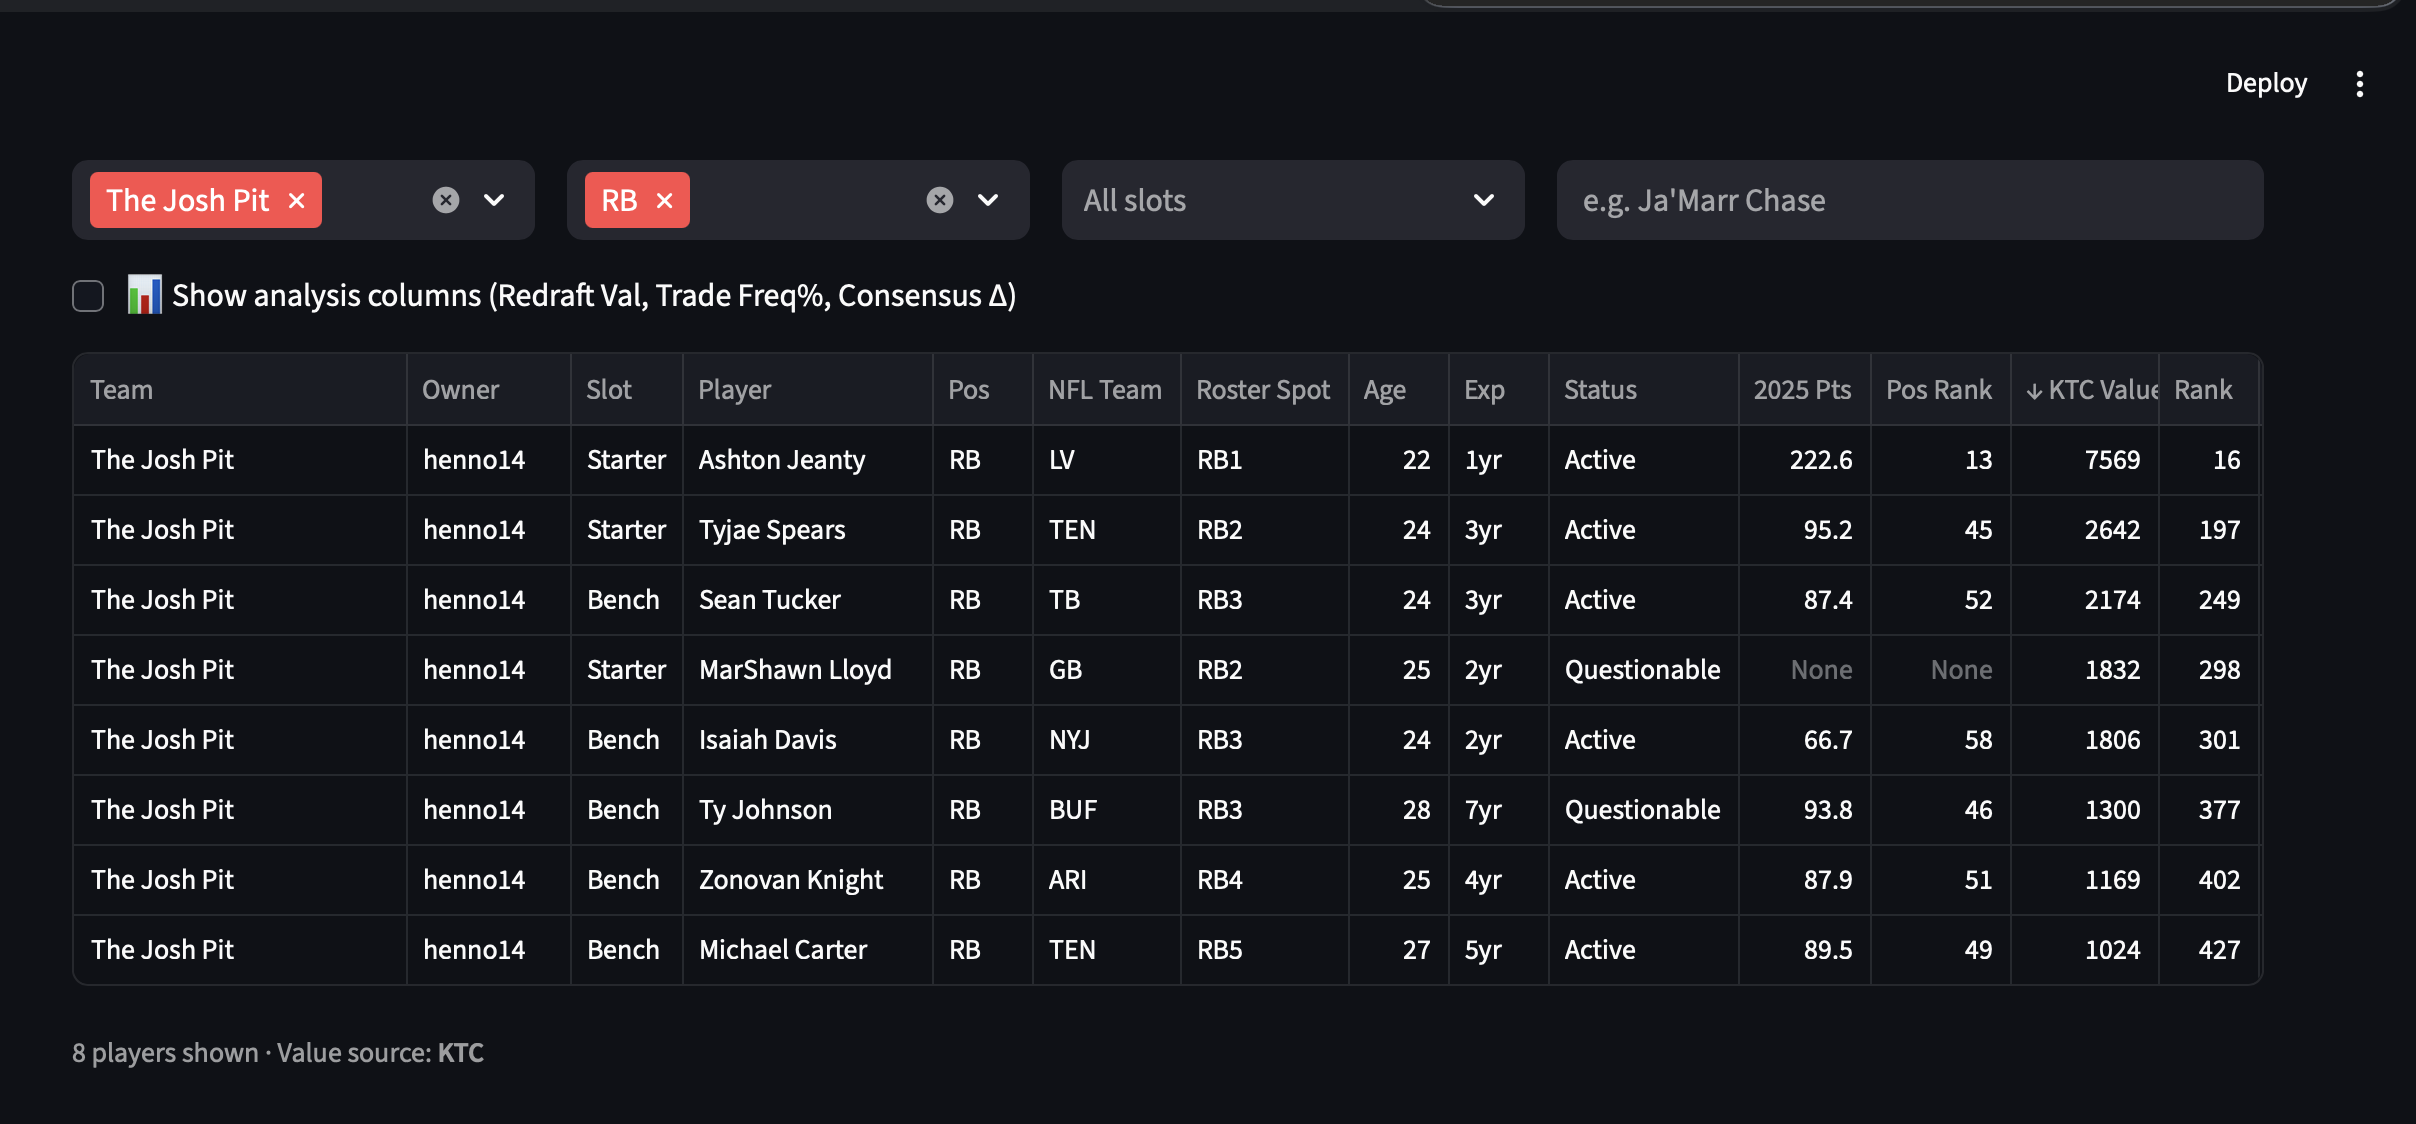 Deploy
The Josh Pit RB All slots e.g. Ja'Marr Chase
Show analysis columns (Redraft Val, Trade Freq%, Consensus Δ)
Team Owner Slot Player Pos NFL Team Roster Spot Age Exp Status 2025 Pts Pos Rank ↓ KTC Value Rank
The Josh Pit henno14 Starter Ashton Jeanty RB LV RB1 22 1yr Active 222.6 13 7569 16
The Josh Pit henno14 Starter Tyjae Spears RB TEN RB2 24 3yr Active 95.2 45 2642 197
The Josh Pit henno14 Bench Sean Tucker RB TB RB3 24 3yr Active 87.4 52 2174 249
The Josh Pit henno14 Starter MarShawn Lloyd RB GB RB2 25 2yr Questionable None None 1832 298
The Josh Pit henno14 Bench Isaiah Davis RB NYJ RB3 24 2yr Active 66.7 58 1806 301
The Josh Pit henno14 Bench Ty Johnson RB BUF RB3 28 7yr Questionable 93.8 46 1300 377
The Josh Pit henno14 Bench Zonovan Knight RB ARI RB4 25 4yr Active 87.9 51 1169 402
The Josh Pit henno14 Bench Michael Carter RB TEN RB5 27 5yr Active 89.5 49 1024 427
8 players shown · Value source: KTC